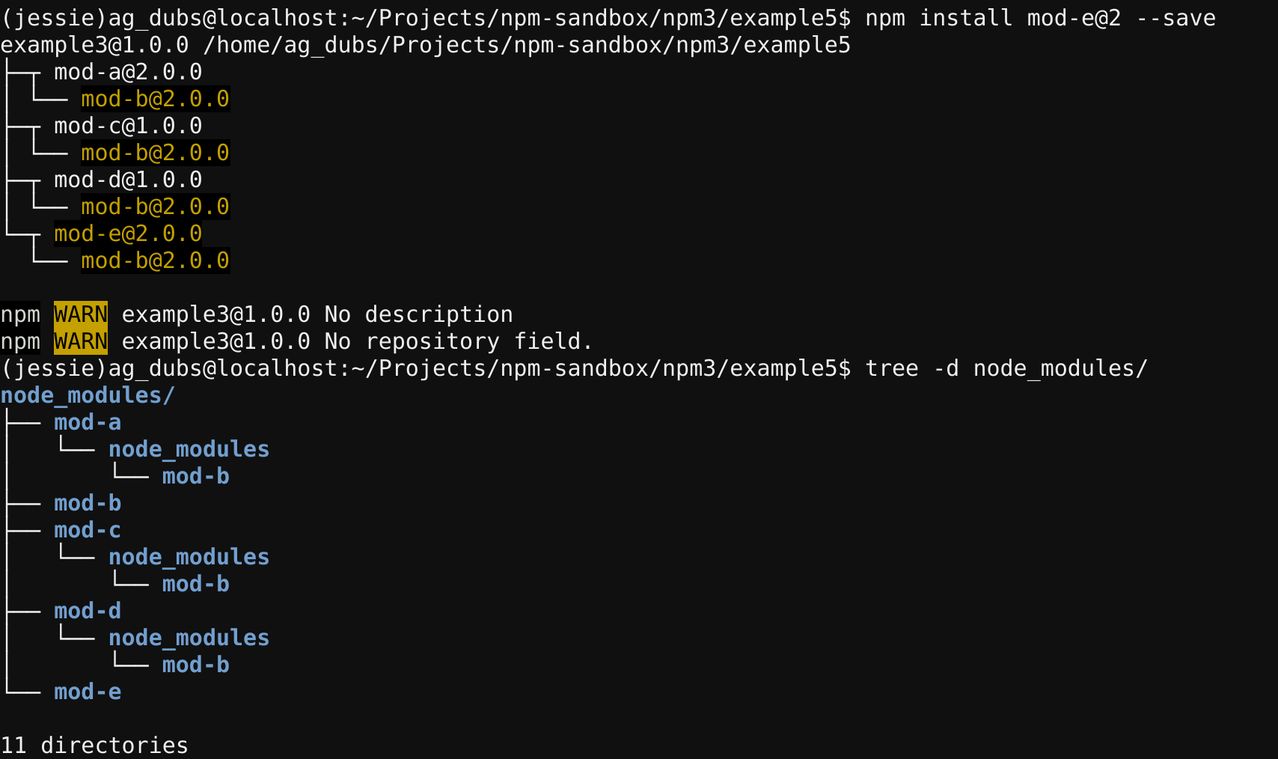 (jessie)ag_dubs@localhost:~/Projects/npm-sandbox/npm3/example5$ npm install mod-e@2 --save
example3@1.0.0 /home/ag_dubs/Projects/npm-sandbox/npm3/example5
├─┬ mod-a@2.0.0
│ └── mod-b@2.0.0
├─┬ mod-c@1.0.0
│ └── mod-b@2.0.0
├─┬ mod-d@1.0.0
│ └── mod-b@2.0.0
└─┬ mod-e@2.0.0
  └── mod-b@2.0.0
npm WARN example3@1.0.0 No description
npm WARN example3@1.0.0 No repository field.
(jessie)ag_dubs@localhost:~/Projects/npm-sandbox/npm3/example5$ tree -d node_modules/
node_modules/
├── mod-a
│   └── node_modules
│       └── mod-b
├── mod-b
├── mod-c
│   └── node_modules
│       └── mod-b
├── mod-d
│   └── node_modules
│       └── mod-b
└── mod-e
11 directories